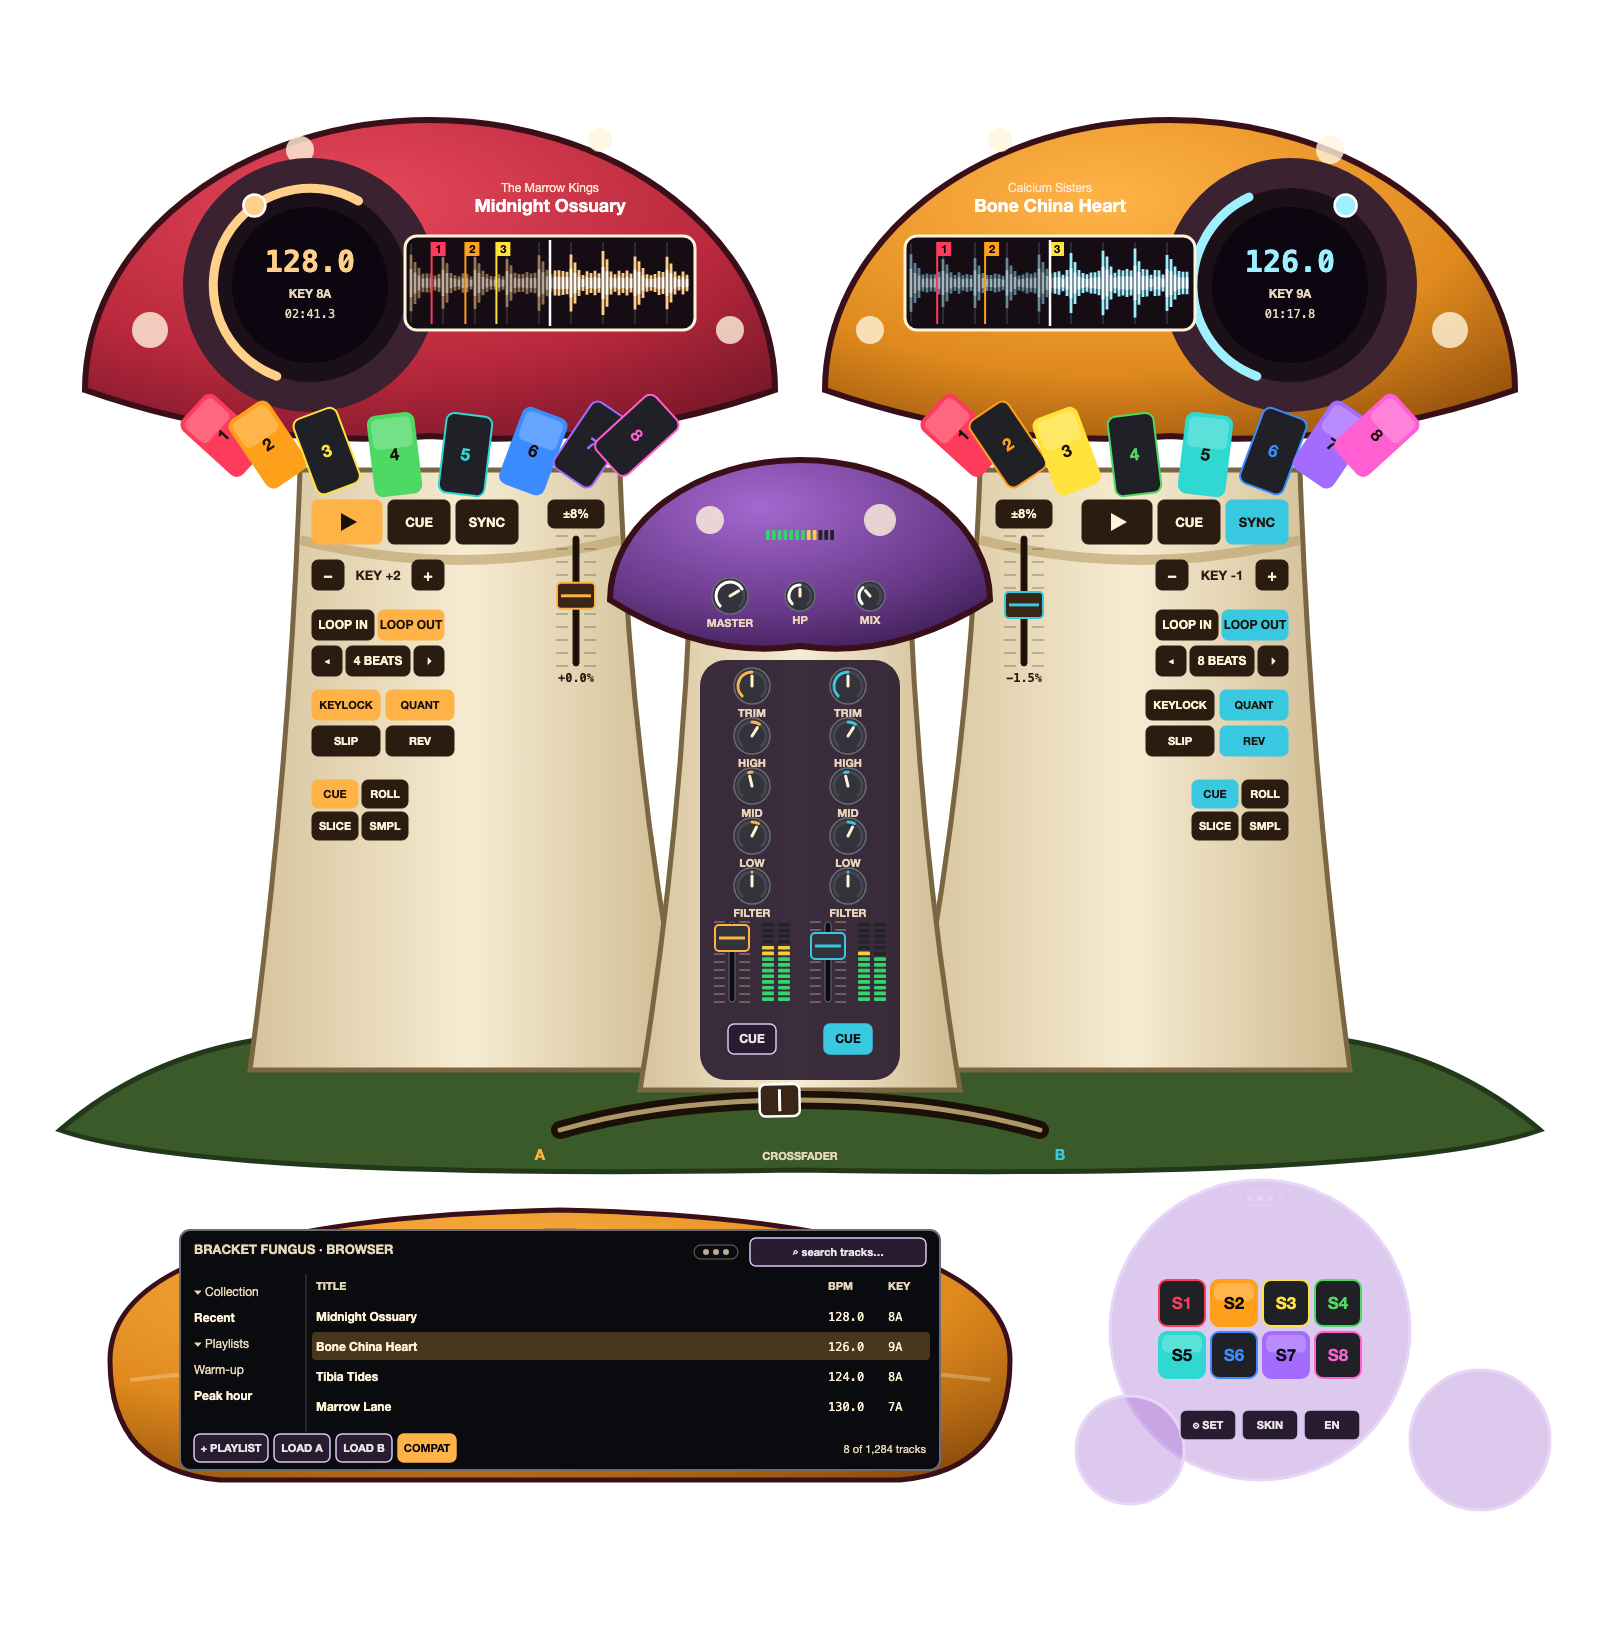 The Marrow Kings
Midnight Ossuary
128.0
KEY 8A
02:41.3
1 2 3
Calcium Sisters
Bone China Heart
1 2 3
126.0
KEY 9A
01:17.8
1 2 3 4 5 6 7 8
1 2 3 4 5 6 7 8
CUE SYNC
±8%
KEY +2
− +
LOOP IN LOOP OUT
4 BEATS
+0.0%
KEYLOCK QUANT
SLIP REV
CUE ROLL
SLICE SMPL
MASTER HP MIX
TRIM TRIM
HIGH HIGH
MID MID
LOW LOW
FILTER FILTER
CUE CUE
±8%
CUE SYNC
− KEY -1 +
LOOP IN LOOP OUT
8 BEATS
−1.5%
KEYLOCK QUANT
SLIP REV
CUE ROLL
SLICE SMPL
A CROSSFADER B
BRACKET FUNGUS · BROWSER
⌕ search tracks...
Collection
Recent
Playlists
Warm-up
Peak hour
TITLE BPM KEY
Midnight Ossuary 128.0 8A
Bone China Heart 126.0 9A
Tibia Tides 124.0 8A
Marrow Lane 130.0 7A
+ PLAYLIST LOAD A LOAD B COMPAT
8 of 1,284 tracks
S1 S2 S3 S4
S5 S6 S7 S8
⚙ SET SKIN EN